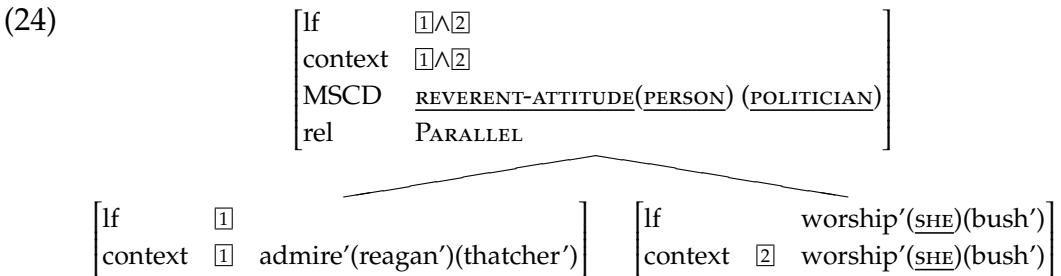 (24)
lf 1∧2
context 1∧2
MSCD REVERENT-ATTITUDE(PERSON) (POLITICIAN)
rel PARALLEL
lf 1
context 1 admire'(reagan')(thatcher')
lf worship'(SHE)(bush')
context 2 worship'(SHE)(bush')